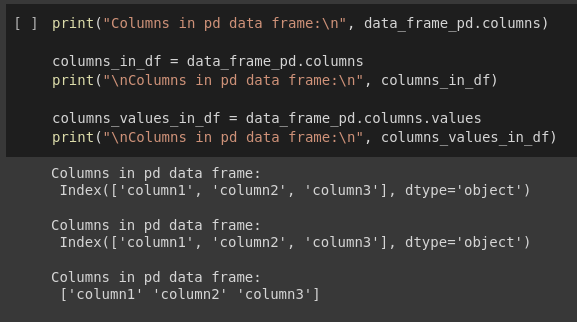 [ ] print("Columns in pd data frame:\n", data_frame_pd.columns)
columns_in_df = data_frame_pd.columns
print("\nColumns in pd data frame:\n", columns_in_df)
columns_values_in_df = data_frame_pd.columns.values
print("\nColumns in pd data frame:\n", columns_values_in_df)
Columns in pd data frame:
Index(['column1', 'column2', 'column3'], dtype='object')
Columns in pd data frame:
Index(['column1', 'column2', 'column3'], dtype='object')
Columns in pd data frame:
['column1' 'column2' 'column3']